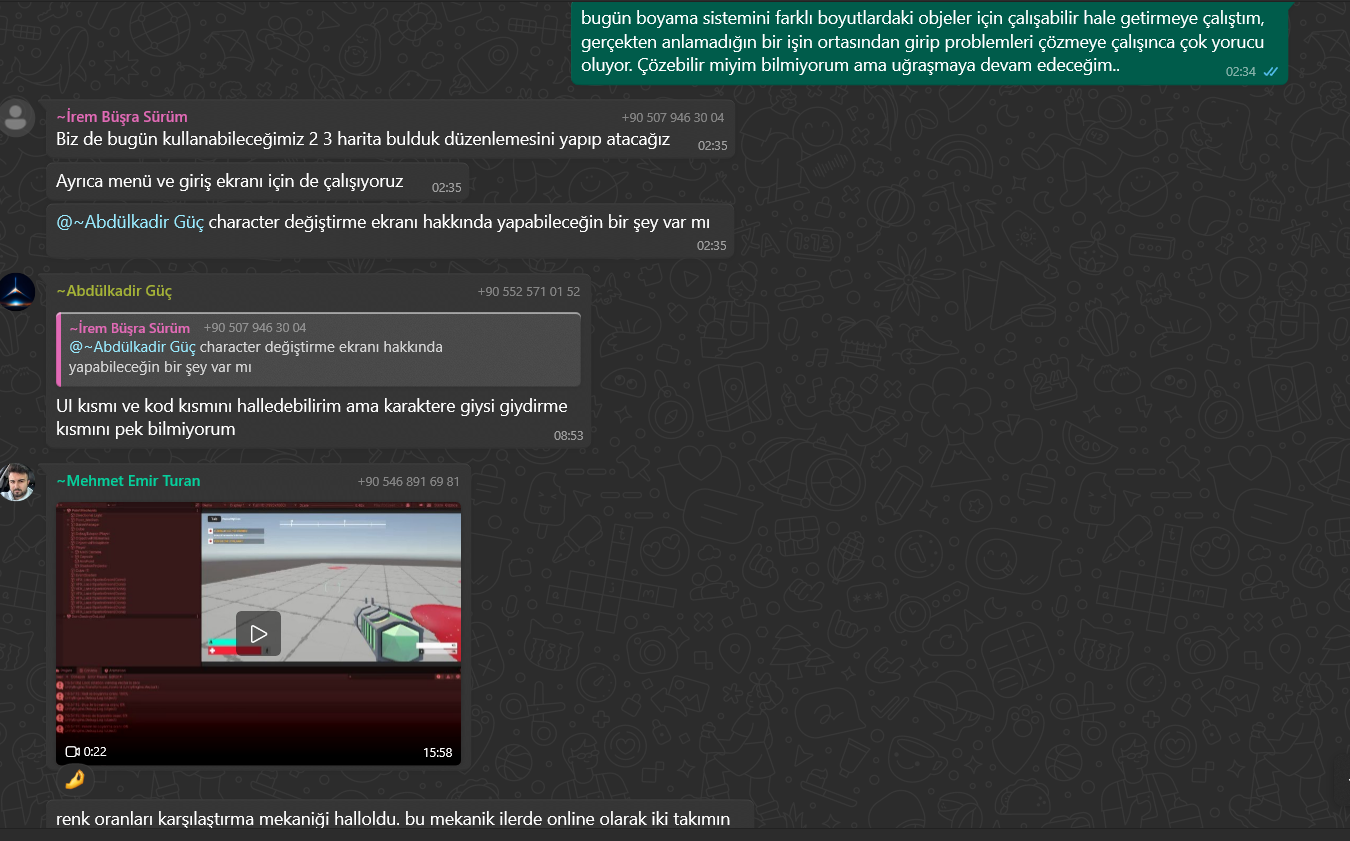 bugün boyama sistemini farklı boyutlardaki objeler için çalışabilir hale getirmeye çalıştım,
gerçekten anlamadığın bir işin ortasından girip problemleri çözmeye çalışınca çok yorucu
oluyor. Çözebilir miyim bilmiyorum ama uğraşmaya devam edeceğim..
02:34
~İrem Büşra Sürüm +90 507 946 30 04
Biz de bugün kullanabileceğimiz 2 3 harita bulduk düzenlemesini yapıp atacağız
02:35
Ayrıca menü ve giriş ekranı için de çalışıyoruz 02:35
@~Abdülkadir Güç character değiştirme ekranı hakkında yapabileceğin bir şey var mı
02:35
~Abdülkadir Güç +90 552 571 01 52
~İrem Büşra Sürüm +90 507 946 30 04
@~Abdülkadir Güç character değiştirme ekranı hakkında
yapabileceğin bir şey var mı
UI kısmı ve kod kısmını halledebilirim ama karaktere giysi giydirme
kısmını pek bilmiyorum
08:53
~Mehmet Emir Turan +90 546 891 69 81
0:22 15:58
renk oranları karşılaştırma mekaniği halloldu. bu mekanik ilerde online olarak iki takımın